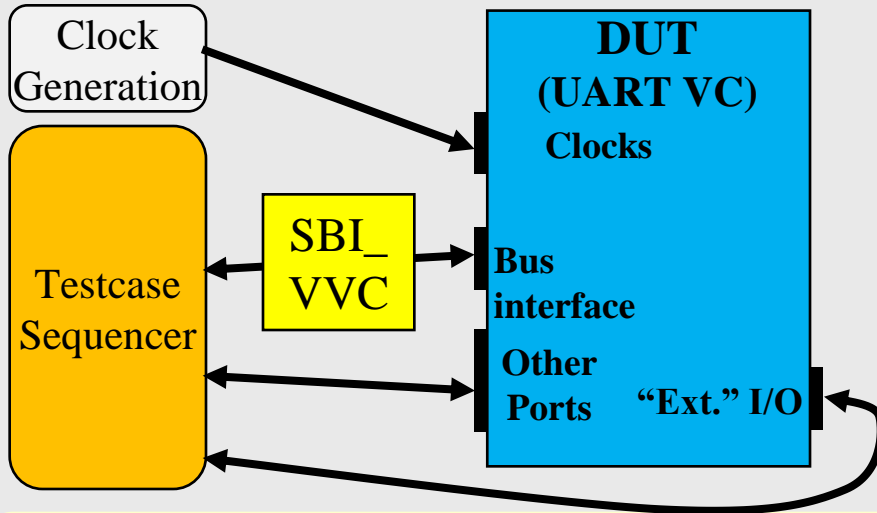 Clock
Generation
DUT
(UART VC)
Clocks
SBI_
VVC
Bus
interface
Testcase
Sequencer
Other
Ports
“Ext.” I/O